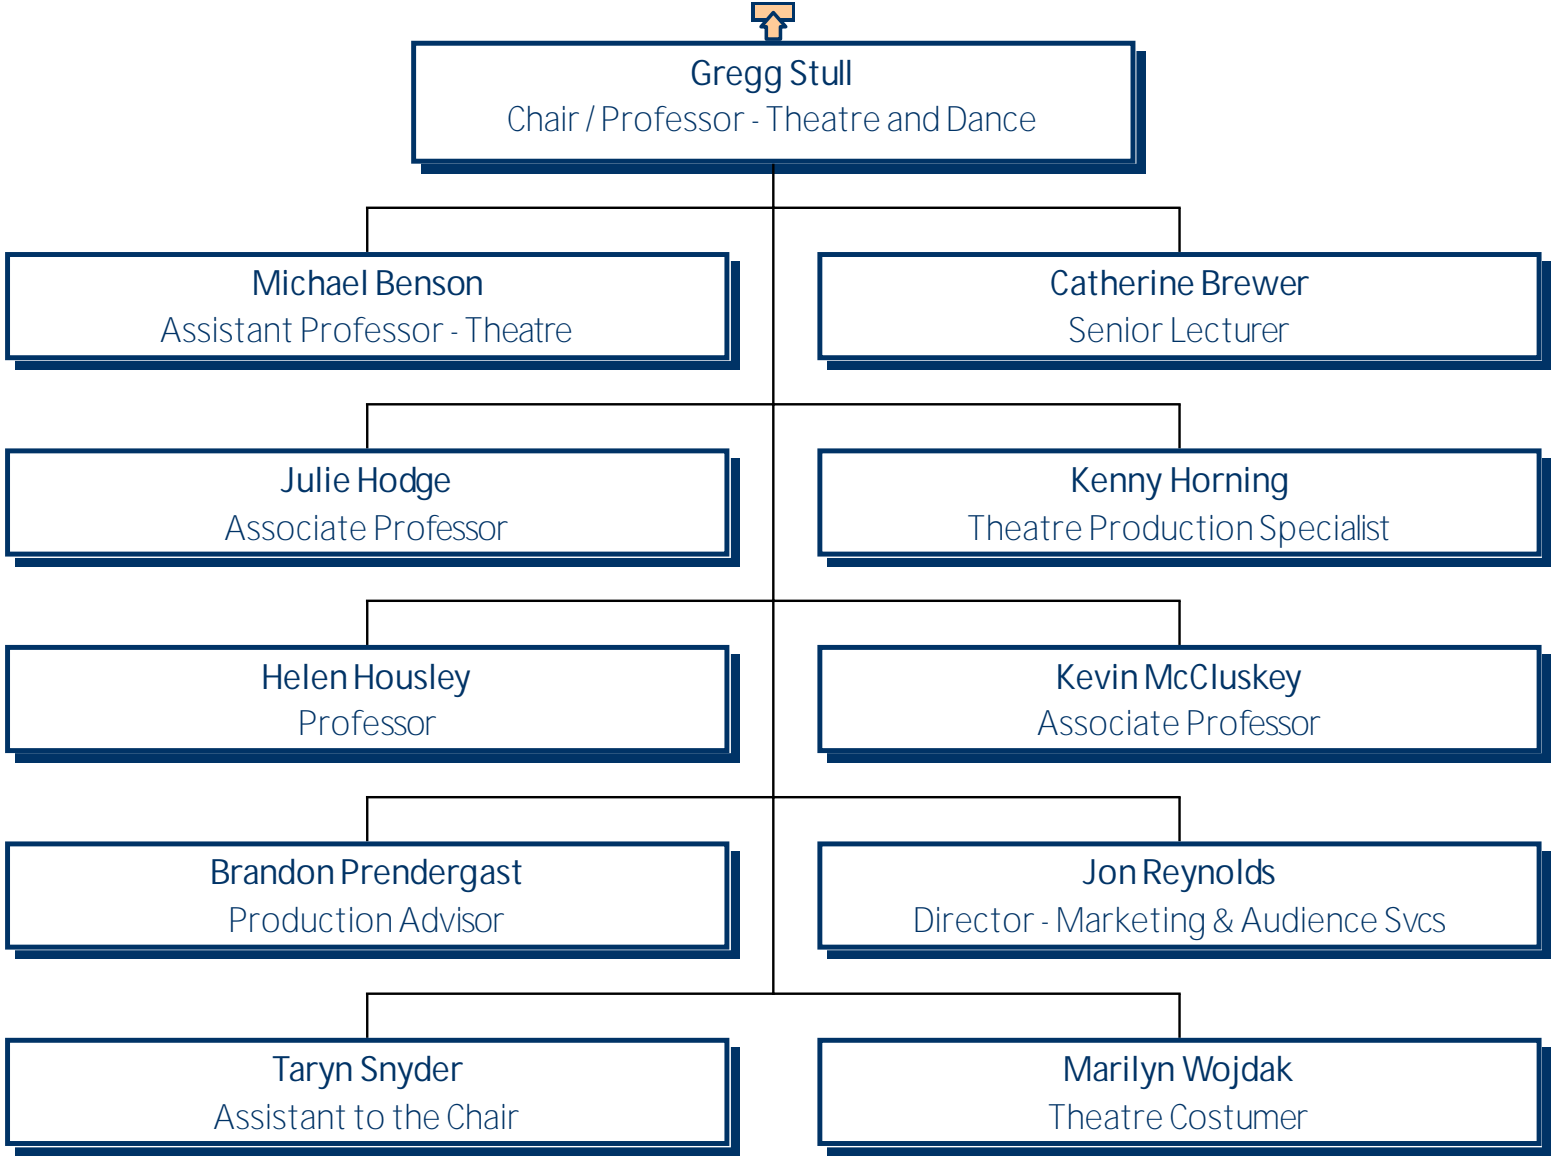 Gregg Stull
Chair / Professor - Theatre and Dance
Michael Benson
Assistant Professor - Theatre
Catherine Brewer
Senior Lecturer
Julie Hodge
Associate Professor
Kenny Horning
Theatre Production Specialist
Helen Housley
Professor
Kevin McCluskey
Associate Professor
Brandon Prendergast
Production Advisor
Jon Reynolds
Director - Marketing & Audience Svcs
Taryn Snyder
Assistant to the Chair
Marilyn Wojdak
Theatre Costumer